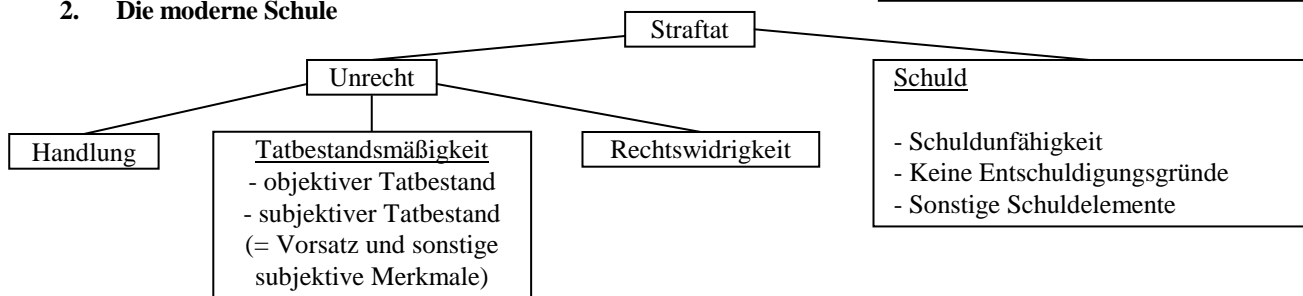 2. Die moderne Schule
Straftat
Unrecht
Schuld
- Schuldunfähigkeit
- Keine Entschuldigungsgründe
- Sonstige Schuldelemente
Handlung
Tatbestandsmäßigkeit
- objektiver Tatbestand
- subjektiver Tatbestand
(= Vorsatz und sonstige
subjektive Merkmale)
Rechtswidrigkeit